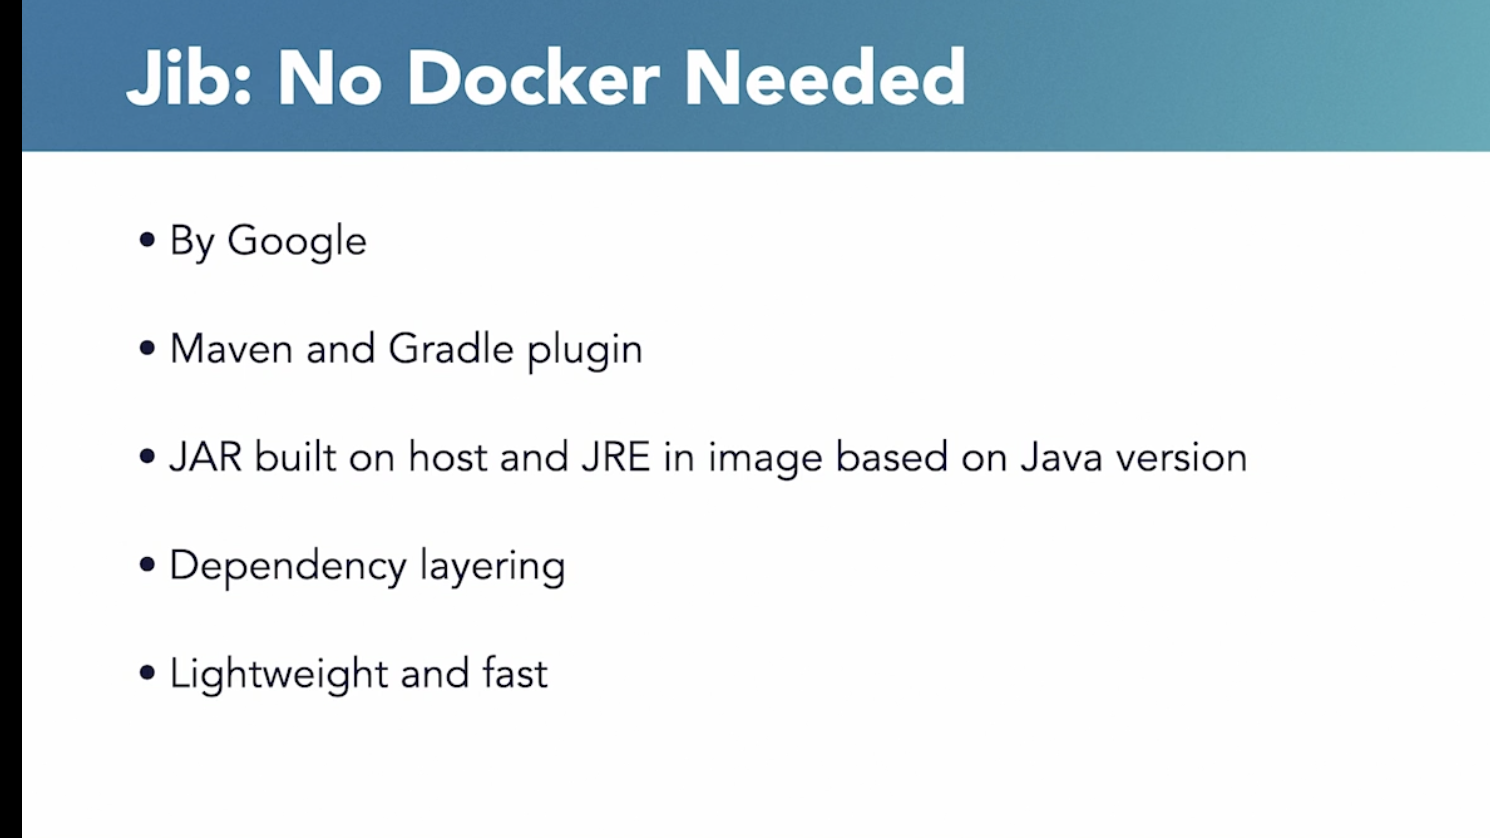 Jib: No Docker Needed
• By Google
• Maven and Gradle plugin
• JAR built on host and JRE in image based on Java version
• Dependency layering
• Lightweight and fast